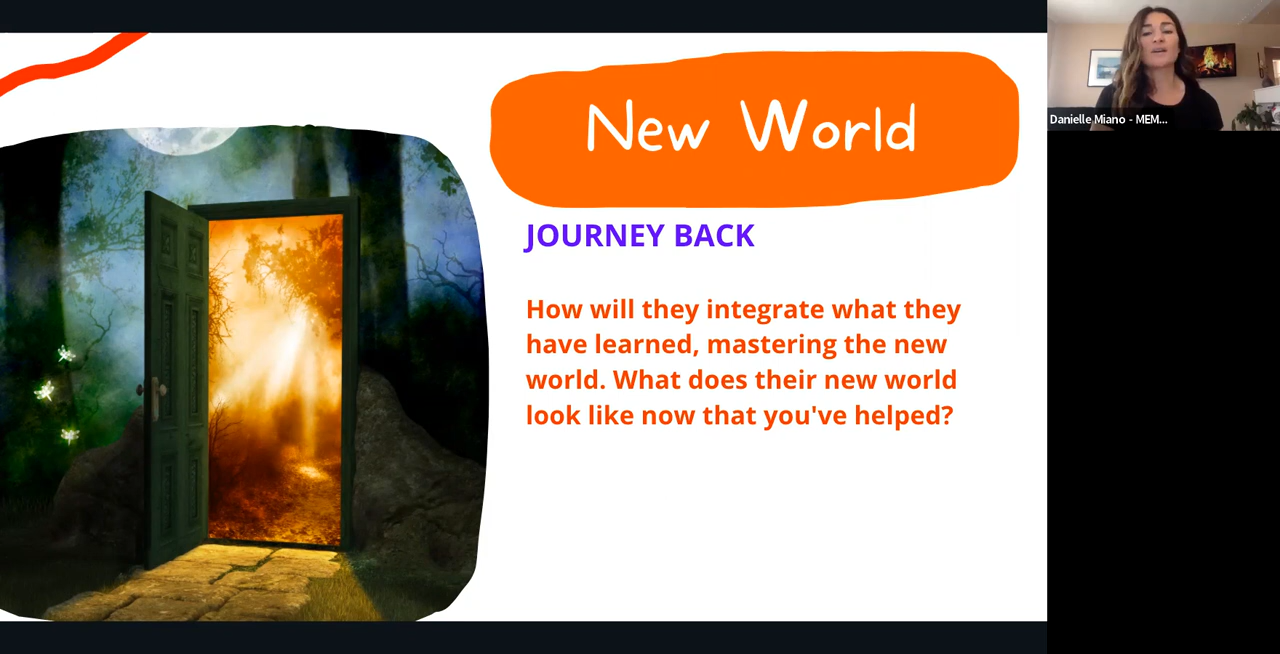 New World
JOURNEY BACK
How will they integrate what they
have learned, mastering the new
world. What does their new world
look like now that you've helped?
Danielle Miano - MEM...